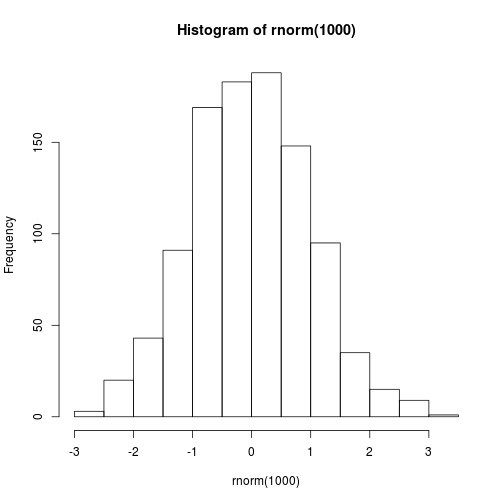 Histogram of rnorm(1000)
Frequency
150
100
50
0
-3 -2 -1 0 1 2 3
rnorm(1000)